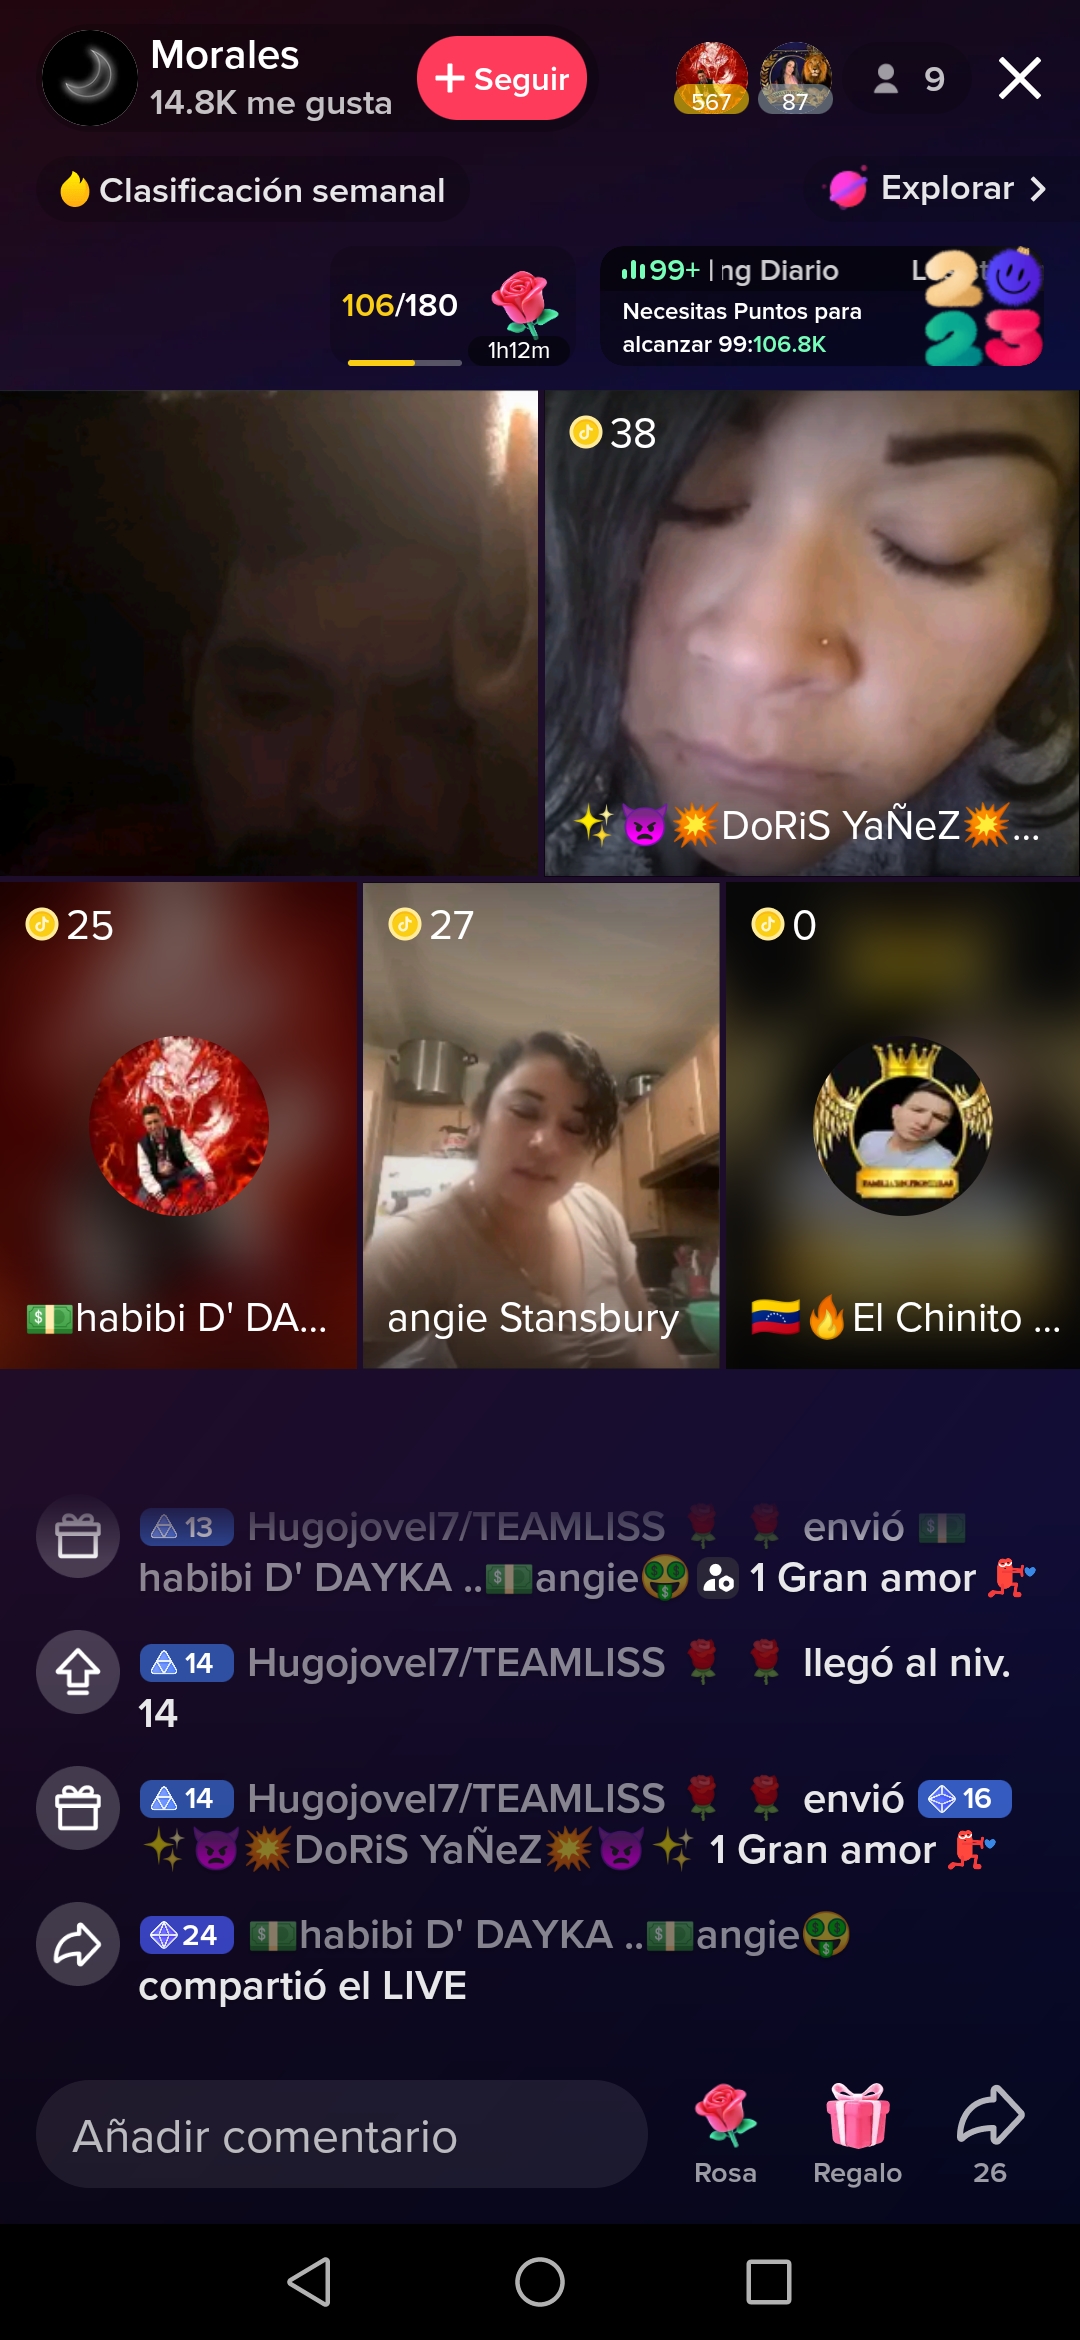 Morales
14.8K me gusta
+ Seguir
567
87
9
Clasificación semanal
Explorar >
106/180
1h12m
99+ | ng Diario
Necesitas Puntos para
alcanzar 99:106.8K
2023
38
✨👿💥DoRiS YaÑeZ💥...
25
💵habibi D' DA...
27
angie Stansbury
0
FAMILIA SIN FRONTERAS
🇻🇪🔥El Chinito ...
13 Hugojovel7/TEAMLISS 🌹 🌹 envió 💵
habibi D' DAYKA ..💵angie🤑 1 Gran amor
14 Hugojovel7/TEAMLISS 🌹 🌹 llegó al niv.
14
14 Hugojovel7/TEAMLISS 🌹 🌹 envió 16
✨👿💥DoRiS YaÑeZ💥👿✨ 1 Gran amor
24 💵habibi D' DAYKA ..💵angie🤑
compartió el LIVE
Añadir comentario
Rosa
Regalo
26